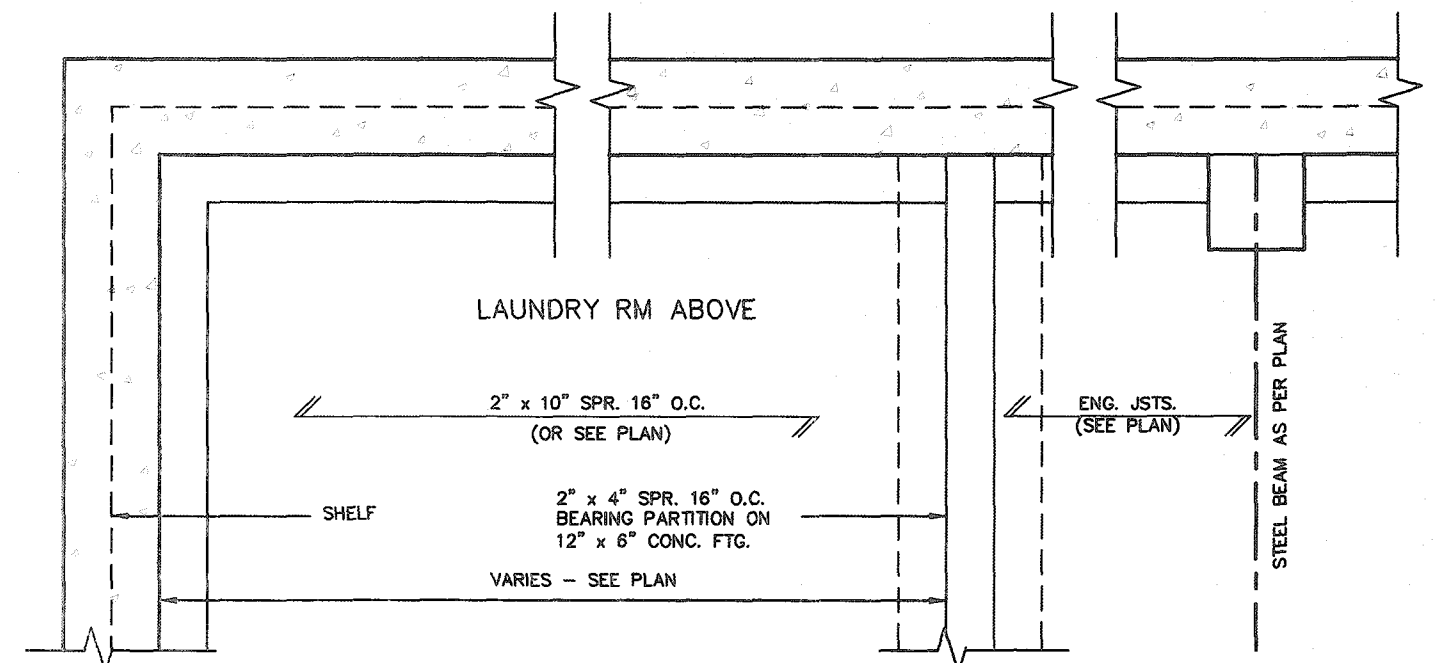 LAUNDRY RM ABOVE
2" x 10" SPR. 16" O.C.
(OR SEE PLAN)
ENG. JSTS.
(SEE PLAN)
STEEL BEAM AS PER PLAN
SHELF
2" x 4" SPR. 16" O.C.
BEARING PARTITION ON
12" x 6" CONC. FTG.
VARIES – SEE PLAN